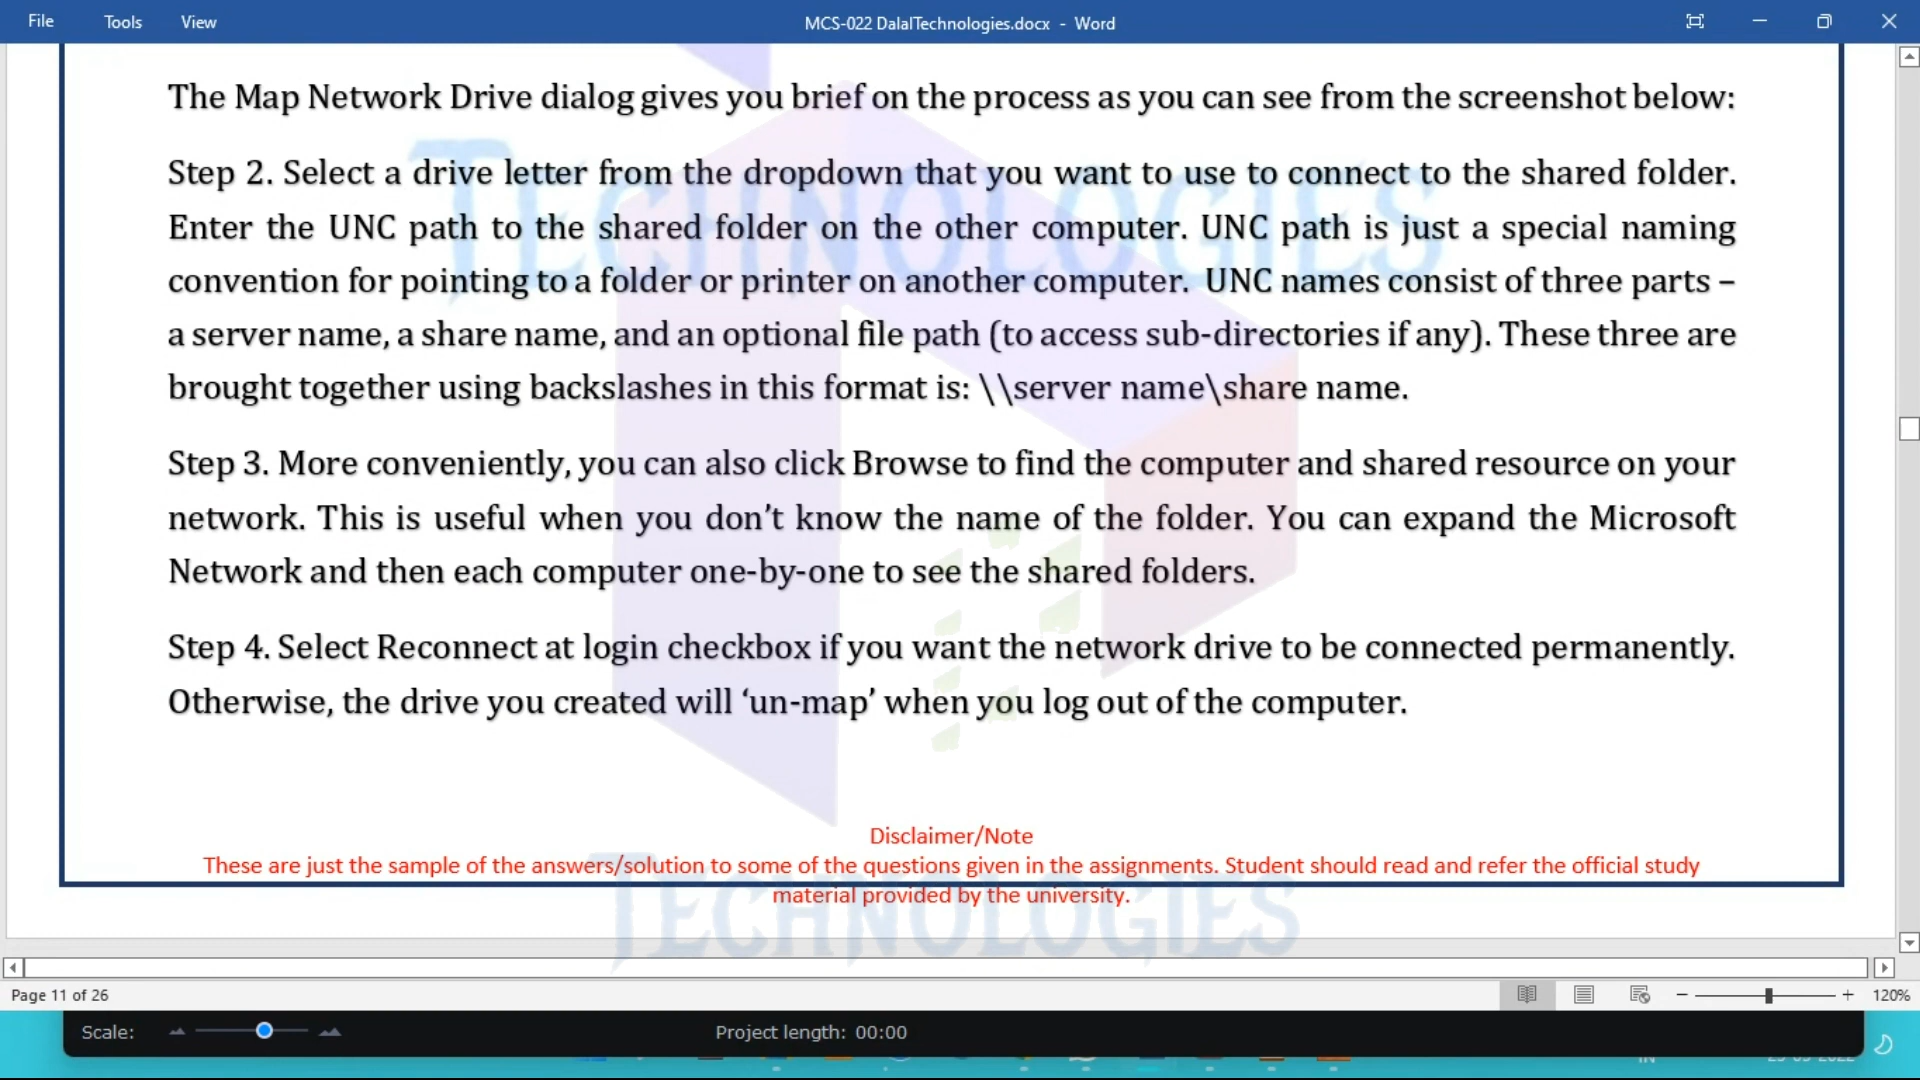 File Tools View MCS-022 DalalTechnologies.docx - Word
The Map Network Drive dialog gives you brief on the process as you can see from the screenshot below:
Step 2. Select a drive letter from the dropdown that you want to use to connect to the shared folder.
Enter the UNC path to the shared folder on the other computer. UNC path is just a special naming
convention for pointing to a folder or printer on another computer. UNC names consist of three parts –
a server name, a share name, and an optional file path (to access sub-directories if any). These three are
brought together using backslashes in this format is: \\server name\share name.
Step 3. More conveniently, you can also click Browse to find the computer and shared resource on your
network. This is useful when you don’t know the name of the folder. You can expand the Microsoft
Network and then each computer one-by-one to see the shared folders.
Step 4. Select Reconnect at login checkbox if you want the network drive to be connected permanently.
Otherwise, the drive you created will ‘un-map’ when you log out of the computer.
TECHNOLOGIES
Disclaimer/Note
These are just the sample of the answers/solution to some of the questions given in the assignments. Student should read and refer the official study
material provided by the university.
TECHNOLOGIES
Page 11 of 26 120%
Scale: Project length: 00:00